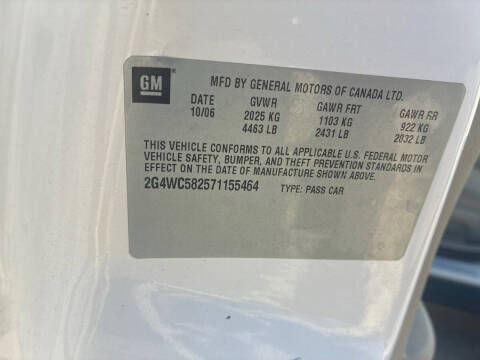 GM
MFD BY GENERAL MOTORS OF CANADA LTD.
DATE GVWR GAWR FRT GAWR RR
10/06 2025 KG 1103 KG 922 KG
4463 LB 2431 LB 2032 LB
THIS VEHICLE CONFORMS TO ALL APPLICABLE U.S. FEDERAL MOTOR
VEHICLE SAFETY, BUMPER, AND THEFT PREVENTION STANDARDS IN
EFFECT ON THE DATE OF MANUFACTURE SHOWN ABOVE.
2G4WC582571155464 TYPE: PASS CAR